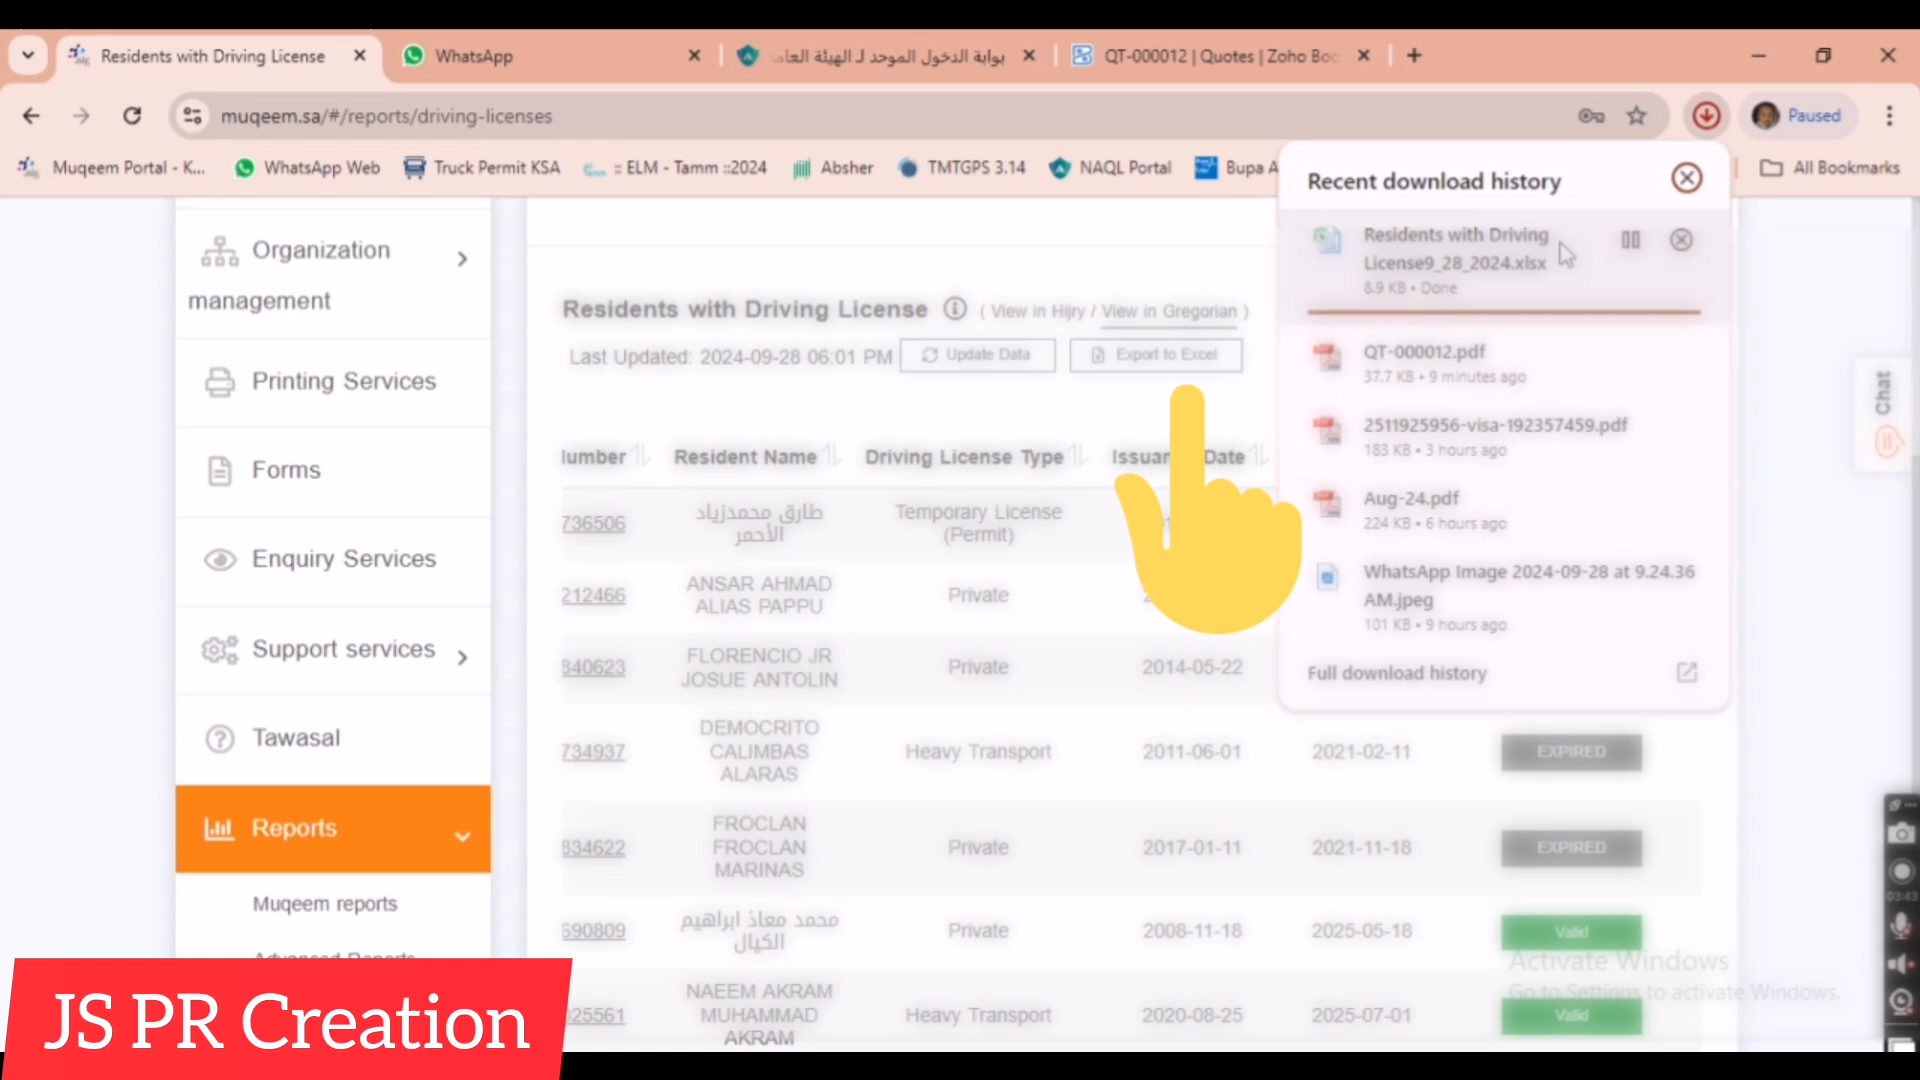 Residents with Driving License
WhatsApp
بوابة الدخول الموحد لـ الهيئة العامـ
QT-000012 | Quotes | Zoho Boo
muqeem.sa/#/reports/driving-licenses
Paused
Muqeem Portal - K...
WhatsApp Web
Truck Permit KSA
:: ELM - Tamm ::2024
Absher
TMTGPS 3.14
NAQL Portal
Bupa A
All Bookmarks
Recent download history
Residents with Driving
License9_28_2024.xlsx
8.9 KB • Done
QT-000012.pdf
37.7 KB • 9 minutes ago
2511925956-visa-192357459.pdf
183 KB • 3 hours ago
Aug-24.pdf
224 KB • 6 hours ago
WhatsApp Image 2024-09-28 at 9.24.36
AM.jpeg
101 KB • 9 hours ago
Full download history
Organization
management
Printing Services
Forms
Enquiry Services
Support services
Tawasal
Reports
Muqeem reports
Advanced Reports
Residents with Driving License ( View in Hijry / View in Gregorian )
Last Updated: 2024-09-28 06:01 PM Update Data Export to Excel
lumber Resident Name Driving License Type Issuan Date
736506 طارق محمدزياد الأحمر Temporary License (Permit)
212466 ANSAR AHMAD ALIAS PAPPU Private
840623 FLORENCIO JR JOSUE ANTOLIN Private 2014-05-22
734937 DEMOCRITO CALIMBAS ALARAS Heavy Transport 2011-06-01 2021-02-11 EXPIRED
834622 FROCLAN FROCLAN MARINAS Private 2017-01-11 2021-11-18 EXPIRED
690809 محمد معاذ ابراهيم الكيال Private 2008-11-18 2025-05-18 Valid
025561 NAEEM AKRAM MUHAMMAD AKRAM Heavy Transport 2020-08-25 2025-07-01 Valid
Chat
03:43
Activate Windows
Go to Settings to activate Windows.
JS PR Creation